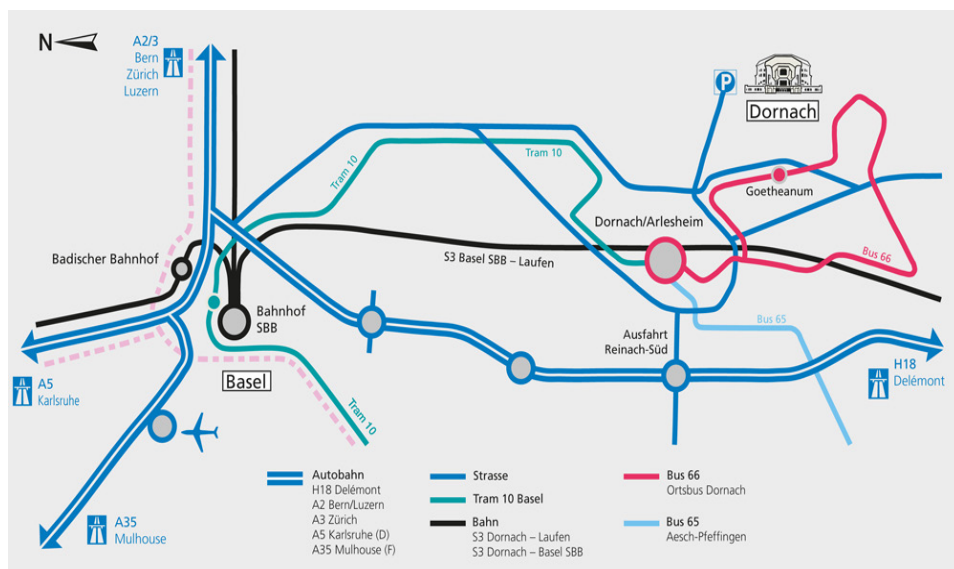 N
A2/3
Bern
Zürich
Luzern
P
Dornach
Tram 10
Tram 10
Goetheanum
Dornach/Arlesheim
Badischer Bahnhof
S3 Basel SBB – Laufen
Bus 66
Bahnhof
SBB
Bus 65
Ausfahrt
Reinach-Süd
H18
Delémont
A5
Karlsruhe
Basel
Tram 10
A35
Mulhouse
Autobahn
H18 Delémont
A2 Bern/Luzern
A3 Zürich
A5 Karlsruhe (D)
A35 Mulhouse (F)
Strasse
Tram 10 Basel
Bahn
S3 Dornach – Laufen
S3 Dornach – Basel SBB
Bus 66
Ortsbus Dornach
Bus 65
Aesch-Pfeffingen